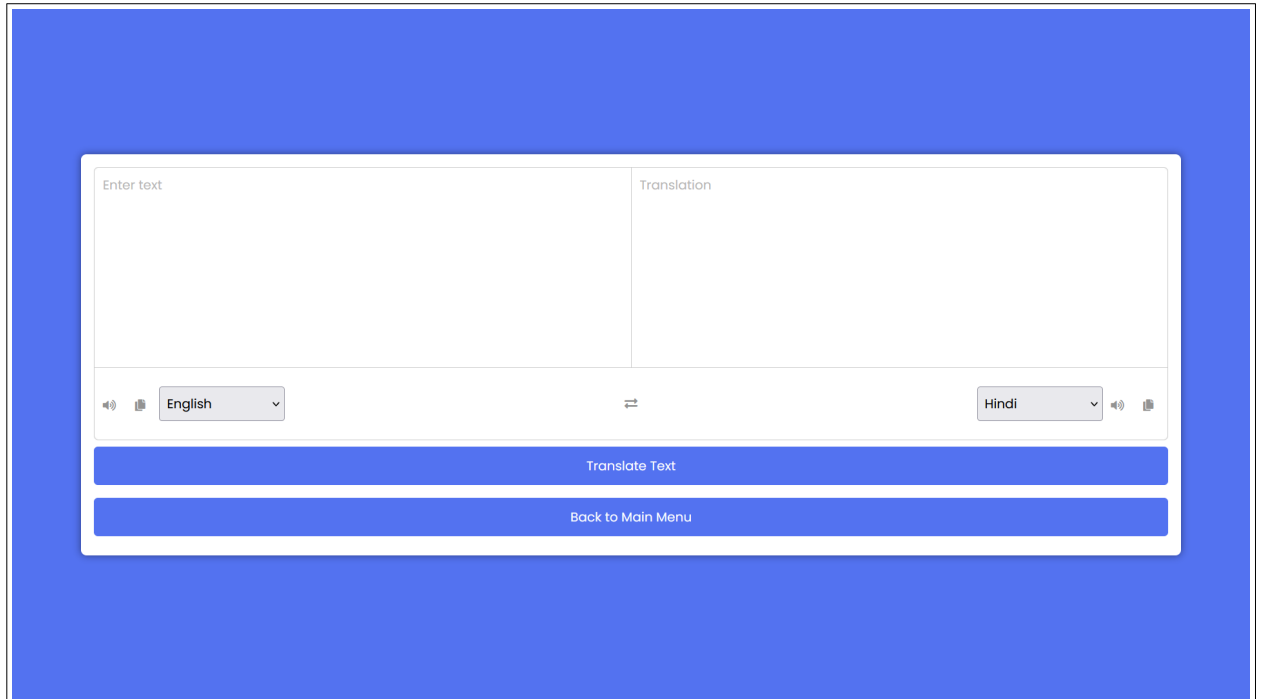 Enter text
Translation
English
Hindi
Translate Text
Back to Main Menu